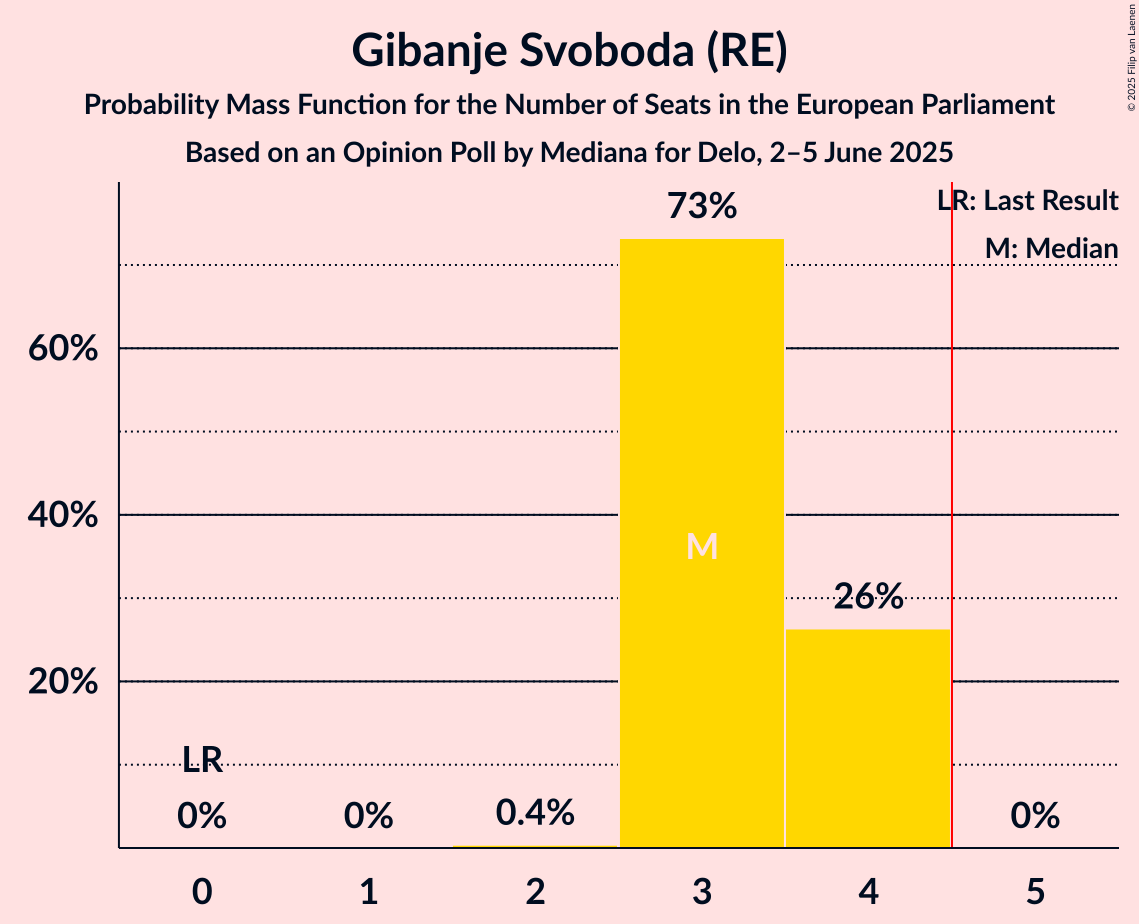 Gibanje Svoboda (RE)
Probability Mass Function for the Number of Seats in the European Parliament
Based on an Opinion Poll by Mediana for Delo, 2–5 June 2025
© 2025 Filip van Laenen
LR: Last Result
M: Median
73%
60%
40%
20%
M
26%
LR
0%
0%
0.4%
0%
0
1
2
3
4
5